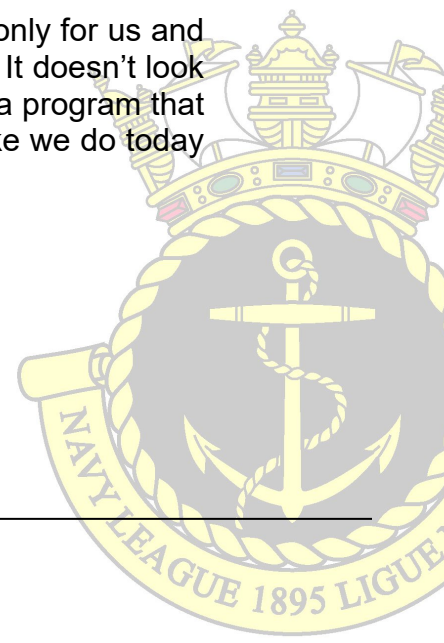 only for us and
It doesn’t look
a program that
ke we do today
NAVY LEAGUE 1895 LIGUE